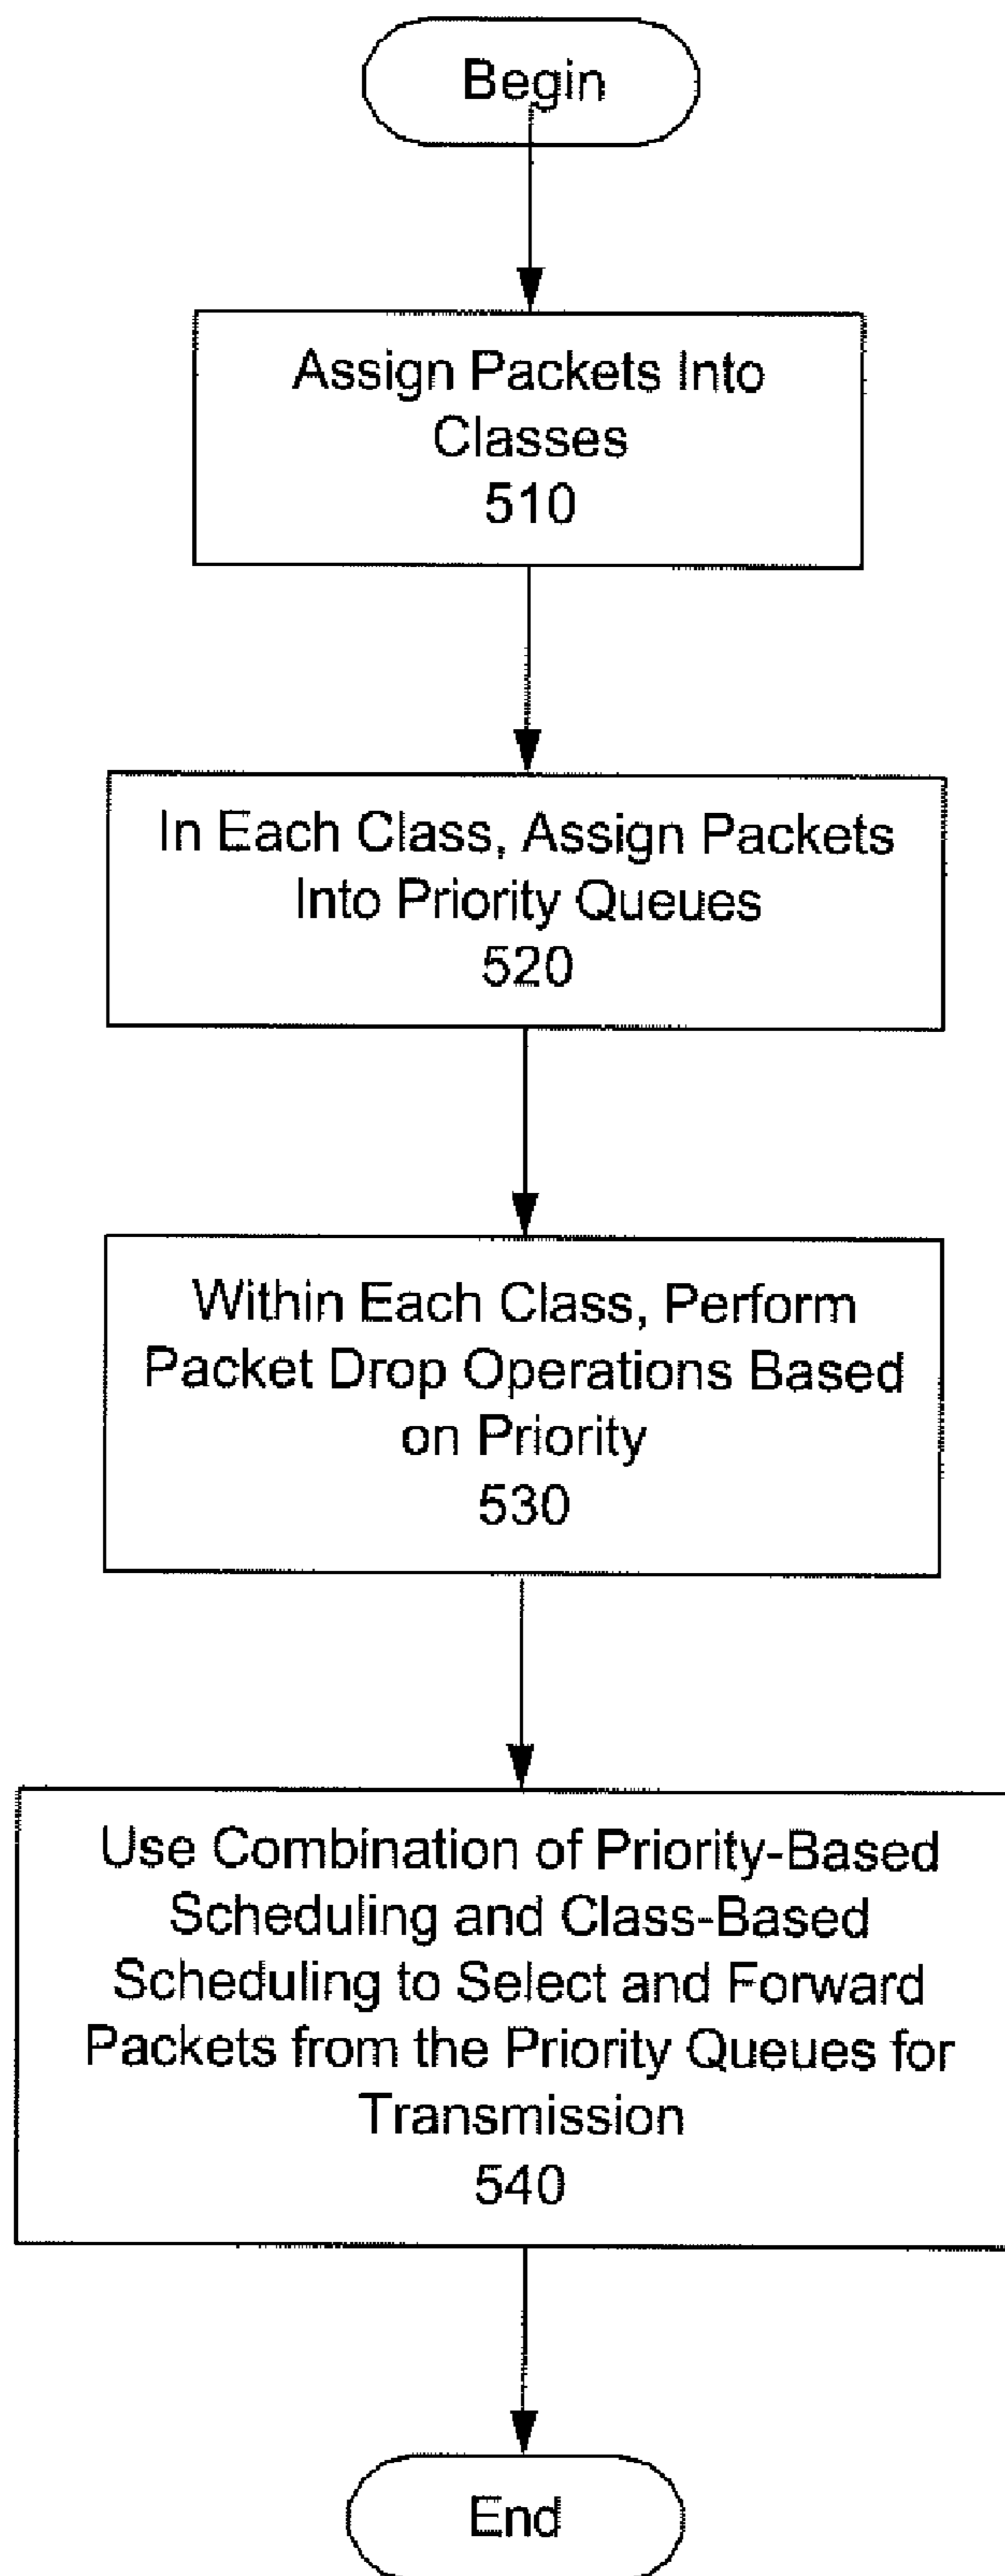 Begin
Assign Packets Into
Classes
510
In Each Class, Assign Packets
Into Priority Queues
520
Within Each Class, Perform
Packet Drop Operations Based
on Priority
530
Use Combination of Priority-Based
Scheduling and Class-Based
Scheduling to Select and Forward
Packets from the Priority Queues for
Transmission
540
End